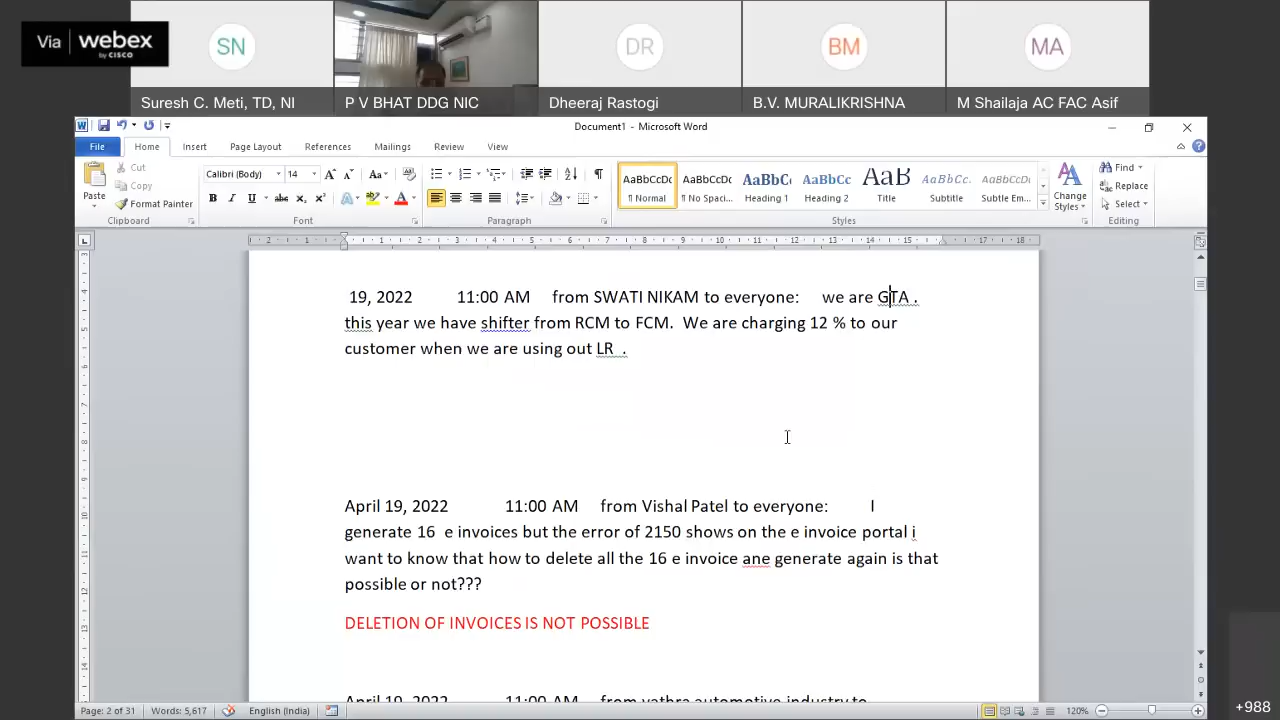 Via webex
by CISCO
SN
DR
BM
MA
Suresh C. Meti, TD, NI
P V BHAT DDG NIC
Dheeraj Rastogi
B.V. MURALIKRISHNA
M Shailaja AC FAC Asif
Document1 - Microsoft Word
File Home Insert Page Layout References Mailings Review View
Paste
Cut
Copy
Format Painter
Clipboard
Calibri (Body) 14
Font
Paragraph
AaBbCcDc AaBbCcDc AaBbC AaBbCc AaB AaBbCc. AaBbCcDc
¶ Normal ¶ No Spaci... Heading 1 Heading 2 Title Subtitle Subtle Em...
Styles
Change
Styles
Find
Replace
Select
Editing
19, 2022 11:00 AM from SWATI NIKAM to everyone: we are GTA .
this year we have shifter from RCM to FCM. We are charging 12 % to our
customer when we are using out LR .
April 19, 2022 11:00 AM from Vishal Patel to everyone: I
generate 16 e invoices but the error of 2150 shows on the e invoice portal i
want to know that how to delete all the 16 e invoice ane generate again is that
possible or not???
DELETION OF INVOICES IS NOT POSSIBLE
April 19, 2022 11:00 AM from yathra automotive industry to
Page: 2 of 31 Words: 5,617 English (India) 120%
+988